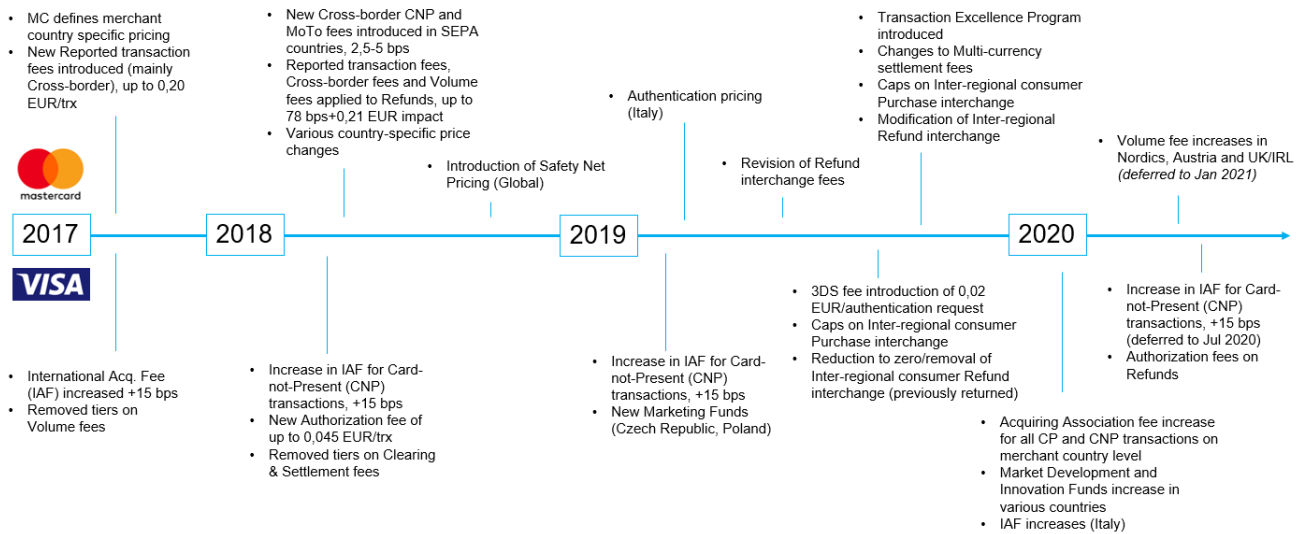 • MC defines merchant
country specific pricing
• New Reported transaction
fees introduced (mainly
Cross-border), up to 0,20
EUR/trx
• New Cross-border CNP and
MoTo fees introduced in SEPA
countries, 2,5-5 bps
• Reported transaction fees,
Cross-border fees and Volume
fees applied to Refunds, up to
78 bps+0,21 EUR impact
• Various country-specific price
changes
• Introduction of Safety Net
Pricing (Global)
• Authentication pricing
(Italy)
• Revision of Refund
interchange fees
• Transaction Excellence Program
introduced
• Changes to Multi-currency
settlement fees
• Caps on Inter-regional consumer
Purchase interchange
• Modification of Inter-regional
Refund interchange
• Volume fee increases in
Nordics, Austria and UK/IRL
(deferred to Jan 2021)
mastercard
2017
2018
2019
2020
VISA
• International Acq. Fee
(IAF) increased +15 bps
• Removed tiers on
Volume fees
• Increase in IAF for Card-
not-Present (CNP)
transactions, +15 bps
• New Authorization fee of
up to 0,045 EUR/trx
• Removed tiers on Clearing
& Settlement fees
• Increase in IAF for Card-
not-Present (CNP)
transactions, +15 bps
• New Marketing Funds
(Czech Republic, Poland)
• 3DS fee introduction of 0,02
EUR/authentication request
• Caps on Inter-regional consumer
Purchase interchange
• Reduction to zero/removal of
Inter-regional consumer Refund
interchange (previously returned)
• Acquiring Association fee increase
for all CP and CNP transactions on
merchant country level
• Market Development and
Innovation Funds increase in
various countries
• IAF increases (Italy)
• Increase in IAF for Card-
not-Present (CNP)
transactions, +15 bps
(deferred to Jul 2020)
• Authorization fees on
Refunds